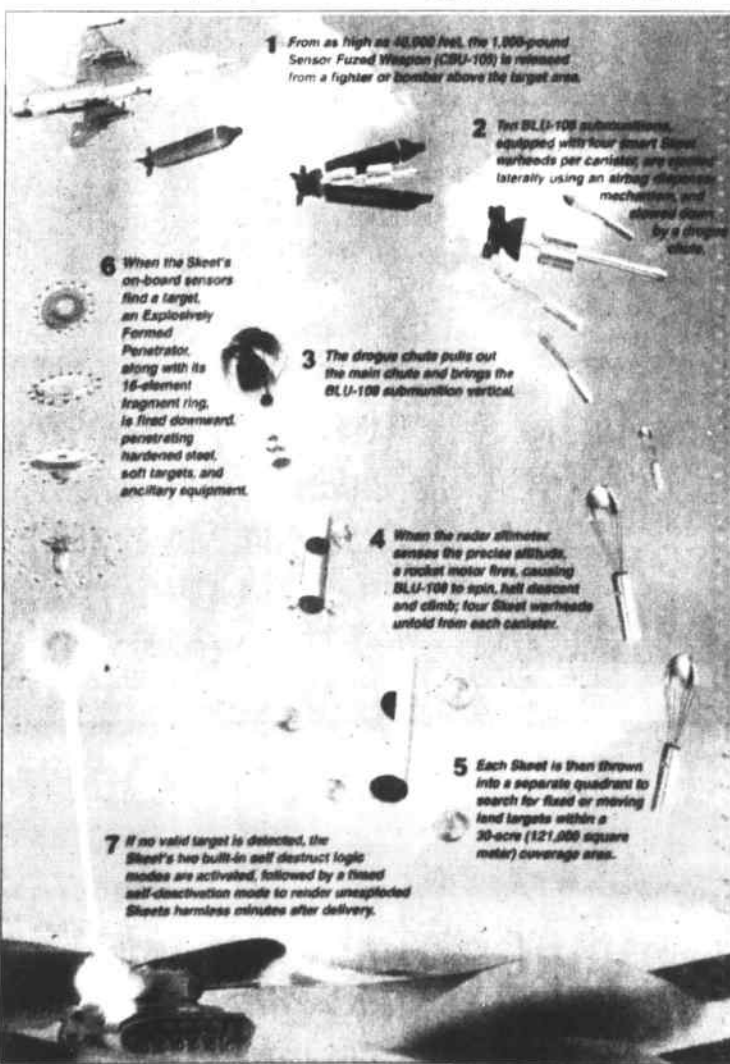 1 From as high as 40,000 feet, the 1,000-pound
Sensor Fuzed Weapon (CBU-105) is released
from a fighter or bomber above the target area.
2 Ten BLU-108 submunitions,
equipped with four smart Skeet
warheads per canister, are ejected
laterally using an airbag dispenser
mechanism, and
slowed down
by a drogue
chute.
3 The drogue chute pulls out
the main chute and brings the
BLU-108 submunition vertical.
4 When the radar altimeter
senses the precise altitude,
a rocket motor fires, causing
BLU-108 to spin, halt descent
and climb; four Skeet warheads
unfold from each canister.
5 Each Skeet is then thrown
into a separate quadrant to
search for fixed or moving
land targets within a
30-acre (121,000 square
meter) coverage area.
6 When the Skeet's
on-board sensors
find a target,
an Explosively
Formed
Penetrator,
along with its
16-element
fragment ring,
is fired downward,
penetrating
hardened steel,
soft targets, and
ancillary equipment.
7 If no valid target is detected, the
Skeet's two built-in self destruct logic
modes are activated, followed by a timed
self-deactivation mode to render unexploded
Skeets harmless minutes after delivery.